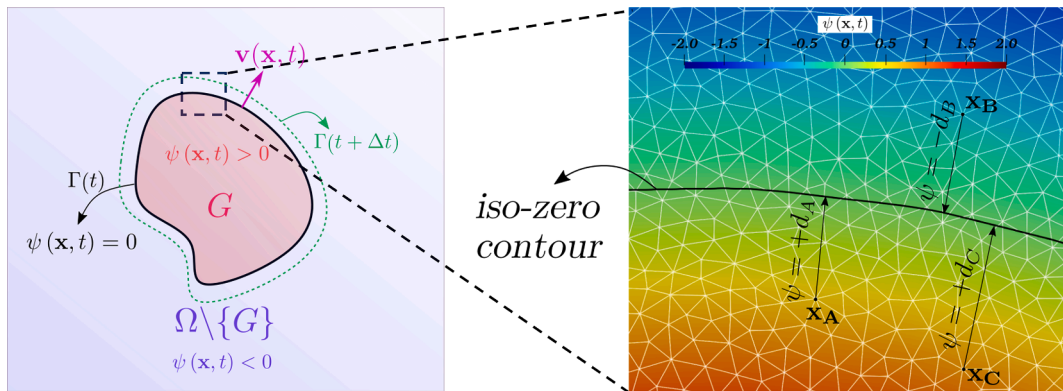 v(x, t)
Γ(t + Δt)
ψ (x, t) > 0
Γ(t)
G
ψ (x, t) = 0
Ω\{G}
ψ (x, t) < 0
iso-zero
contour
ψ (x, t)
-2.0 -1.5 -1 -0.5 0 0.5 1 1.5 2.0
x_B
ψ = −d_B
ψ = +d_A
x_A
ψ = +d_C
x_C